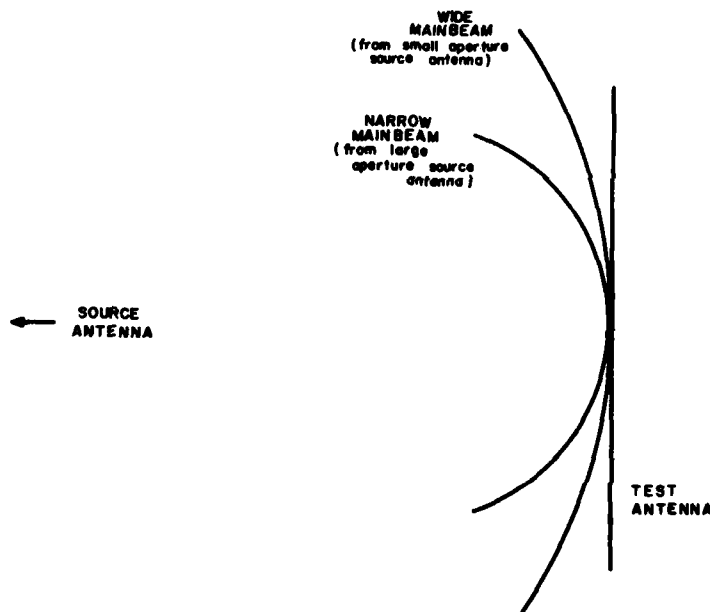 WIDE
MAINBEAM
(from small aperture
source antenna)
NARROW
MAINBEAM
(from large
aperture source
antenna)
SOURCE
ANTENNA
TEST
ANTENNA